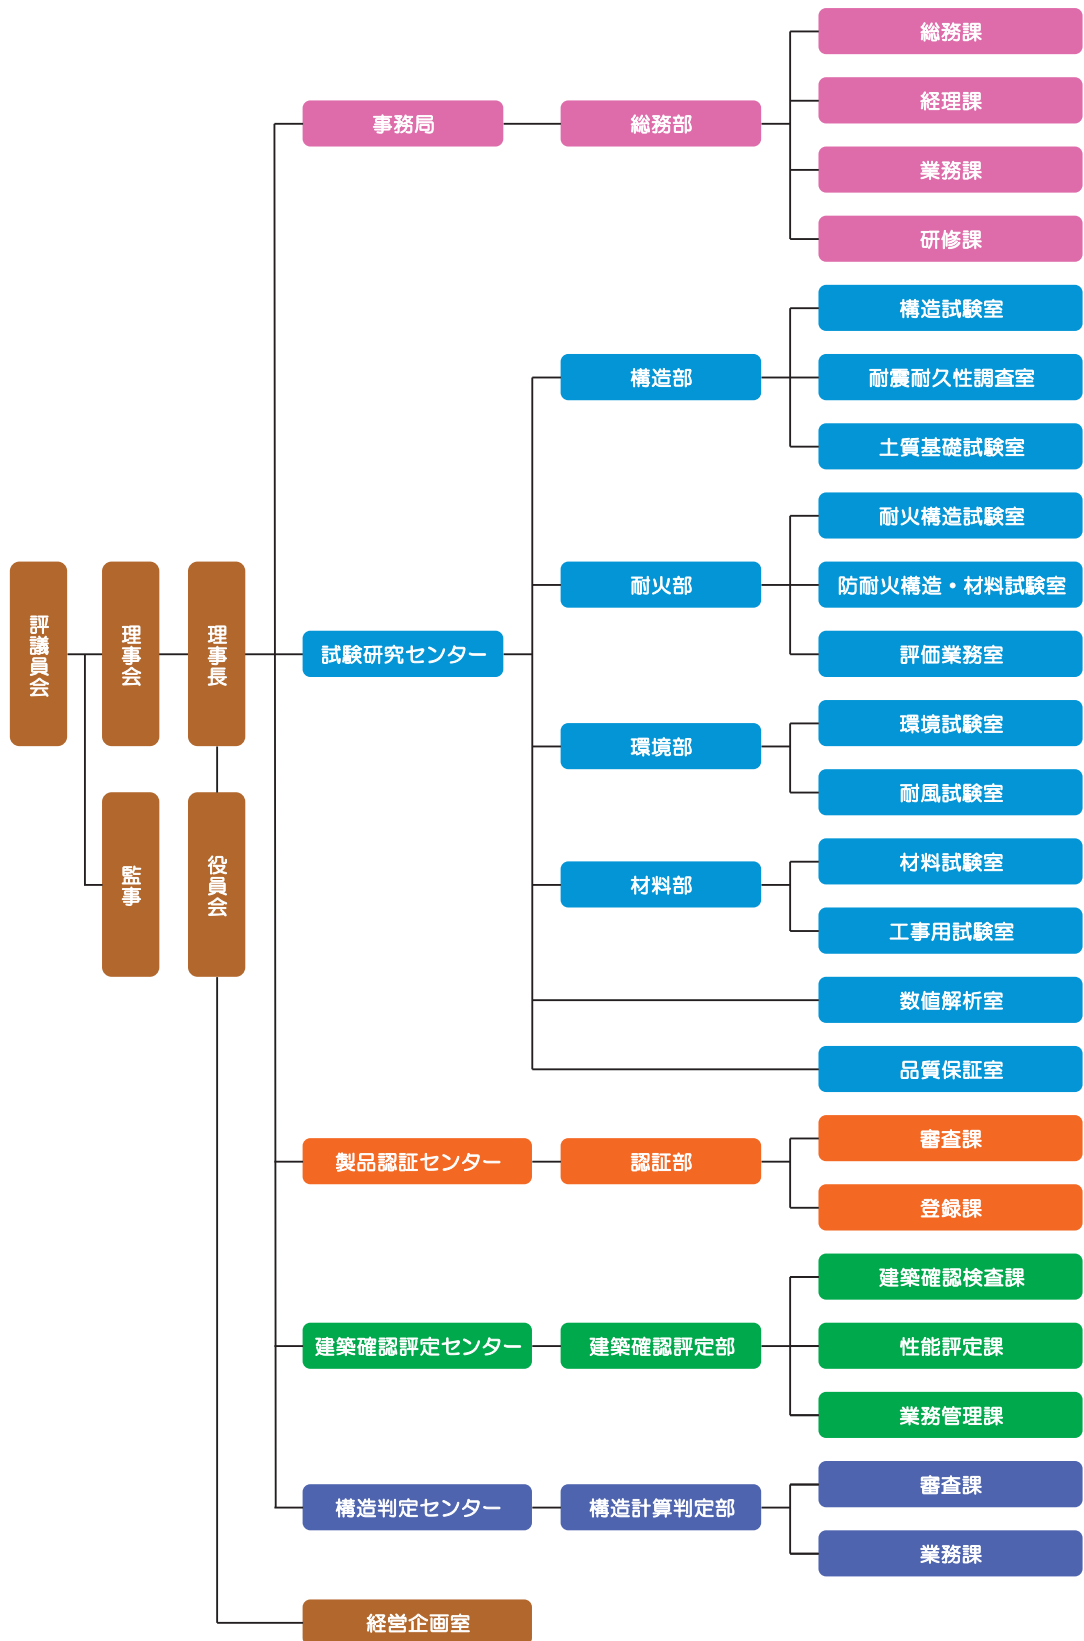 評議員会
理事会
理事長
監事
役員会
事務局
総務部
総務課
経理課
業務課
研修課
試験研究センター
構造部
構造試験室
耐震耐久性調査室
土質基礎試験室
耐火部
耐火構造試験室
防耐火構造・材料試験室
評価業務室
環境部
環境試験室
耐風試験室
材料部
材料試験室
工事用試験室
数値解析室
品質保証室
製品認証センター
認証部
審査課
登録課
建築確認評定センター
建築確認評定部
建築確認検査課
性能評定課
業務管理課
構造判定センター
構造計算判定部
審査課
業務課
経営企画室